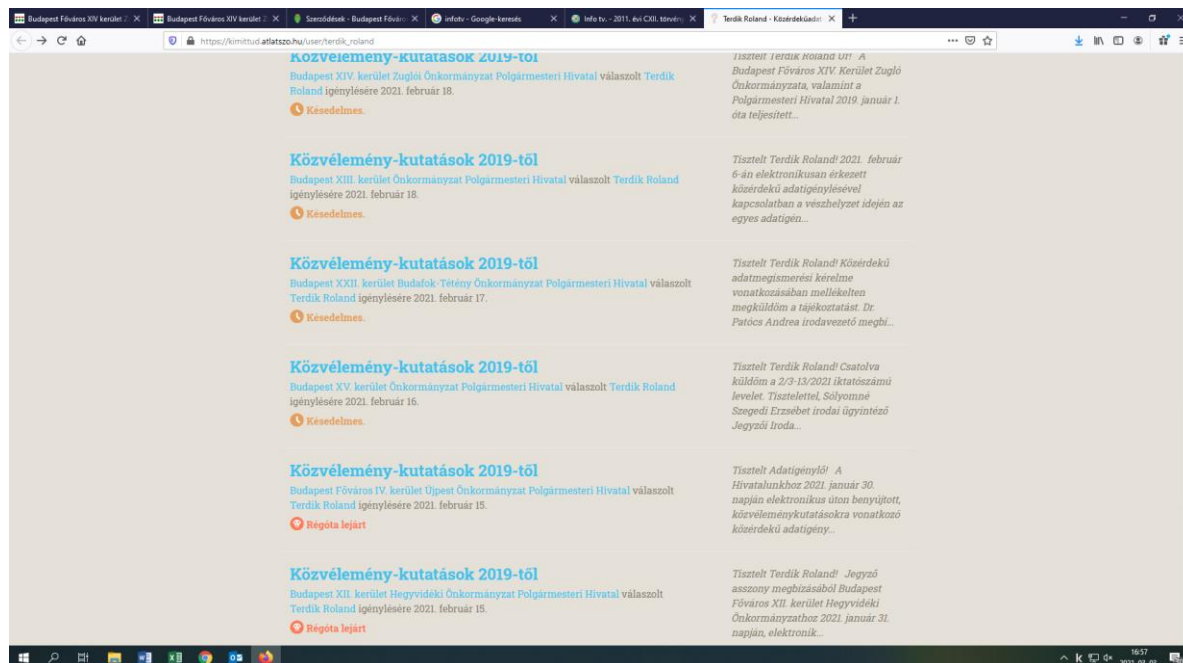 Budapest Főváros XIV kerület Z
Budapest Főváros XIV kerület Z
Szerződések - Budapest Főváro
infotv - Google-keresés
Info tv. - 2011. évi CXII. törvény
Terdik Roland - Közérdekűadat
https://kimittud.atlatszo.hu/user/terdik_roland
Közvélemény-kutatások 2019-től
Budapest XIV. kerület Zuglói Önkormányzat Polgármesteri Hivatal válaszolt Terdik
Roland igénylésére 2021. február 18.
Késedelmes.
Tisztelt Terdik Roland Úr! A
Budapest Főváros XIV. Kerület Zugló
Önkormányzata, valamint a
Polgármesteri Hivatal 2019. január 1.
óta teljesített...
Közvélemény-kutatások 2019-től
Budapest XIII. kerület Önkormányzat Polgármesteri Hivatal válaszolt Terdik Roland
igénylésére 2021. február 18.
Késedelmes.
Tisztelt Terdik Roland! 2021. február
6-án elektronikusan érkezett
közérdekű adatigénylésével
kapcsolatban a vészhelyzet idején az
egyes adatigén...
Közvélemény-kutatások 2019-től
Budapest XXII. kerület Budafok-Tétény Önkormányzat Polgármesteri Hivatal válaszolt
Terdik Roland igénylésére 2021. február 17.
Késedelmes.
Tisztelt Terdik Roland! Közérdekű
adatmegismerési kérelme
vonatkozásában mellékelten
megküldöm a tájékoztatást. Dr.
Patócs Andrea irodavezető megbí...
Közvélemény-kutatások 2019-től
Budapest XV. kerület Önkormányzat Polgármesteri Hivatal válaszolt Terdik Roland
igénylésére 2021. február 16.
Késedelmes.
Tisztelt Terdik Roland! Csatolva
küldöm a 2/3-13/2021 iktatószámú
levelet. Tisztelettel, Sólyomné
Szegedi Erzsébet irodai ügyintéző
Jegyzői Iroda...
Közvélemény-kutatások 2019-től
Budapest Főváros IV. kerület Újpest Önkormányzat Polgármesteri Hivatal válaszolt
Terdik Roland igénylésére 2021. február 15.
Régóta lejárt
Tisztelt Adatigénylő! A
Hivatalunkhoz 2021. január 30.
napján elektronikus úton benyújtott,
közvéleménykutatásokra vonatkozó
közérdekű adatigény...
Közvélemény-kutatások 2019-től
Budapest XII. kerület Hegyvidéki Önkormányzat Polgármesteri Hivatal válaszolt
Terdik Roland igénylésére 2021. február 15.
Régóta lejárt
Tisztelt Terdik Roland! Jegyző
asszony megbízásából Budapest
Főváros XII. kerület Hegyvidéki
Önkormányzathoz 2021. január 31.
napján, elektronik...
16:57